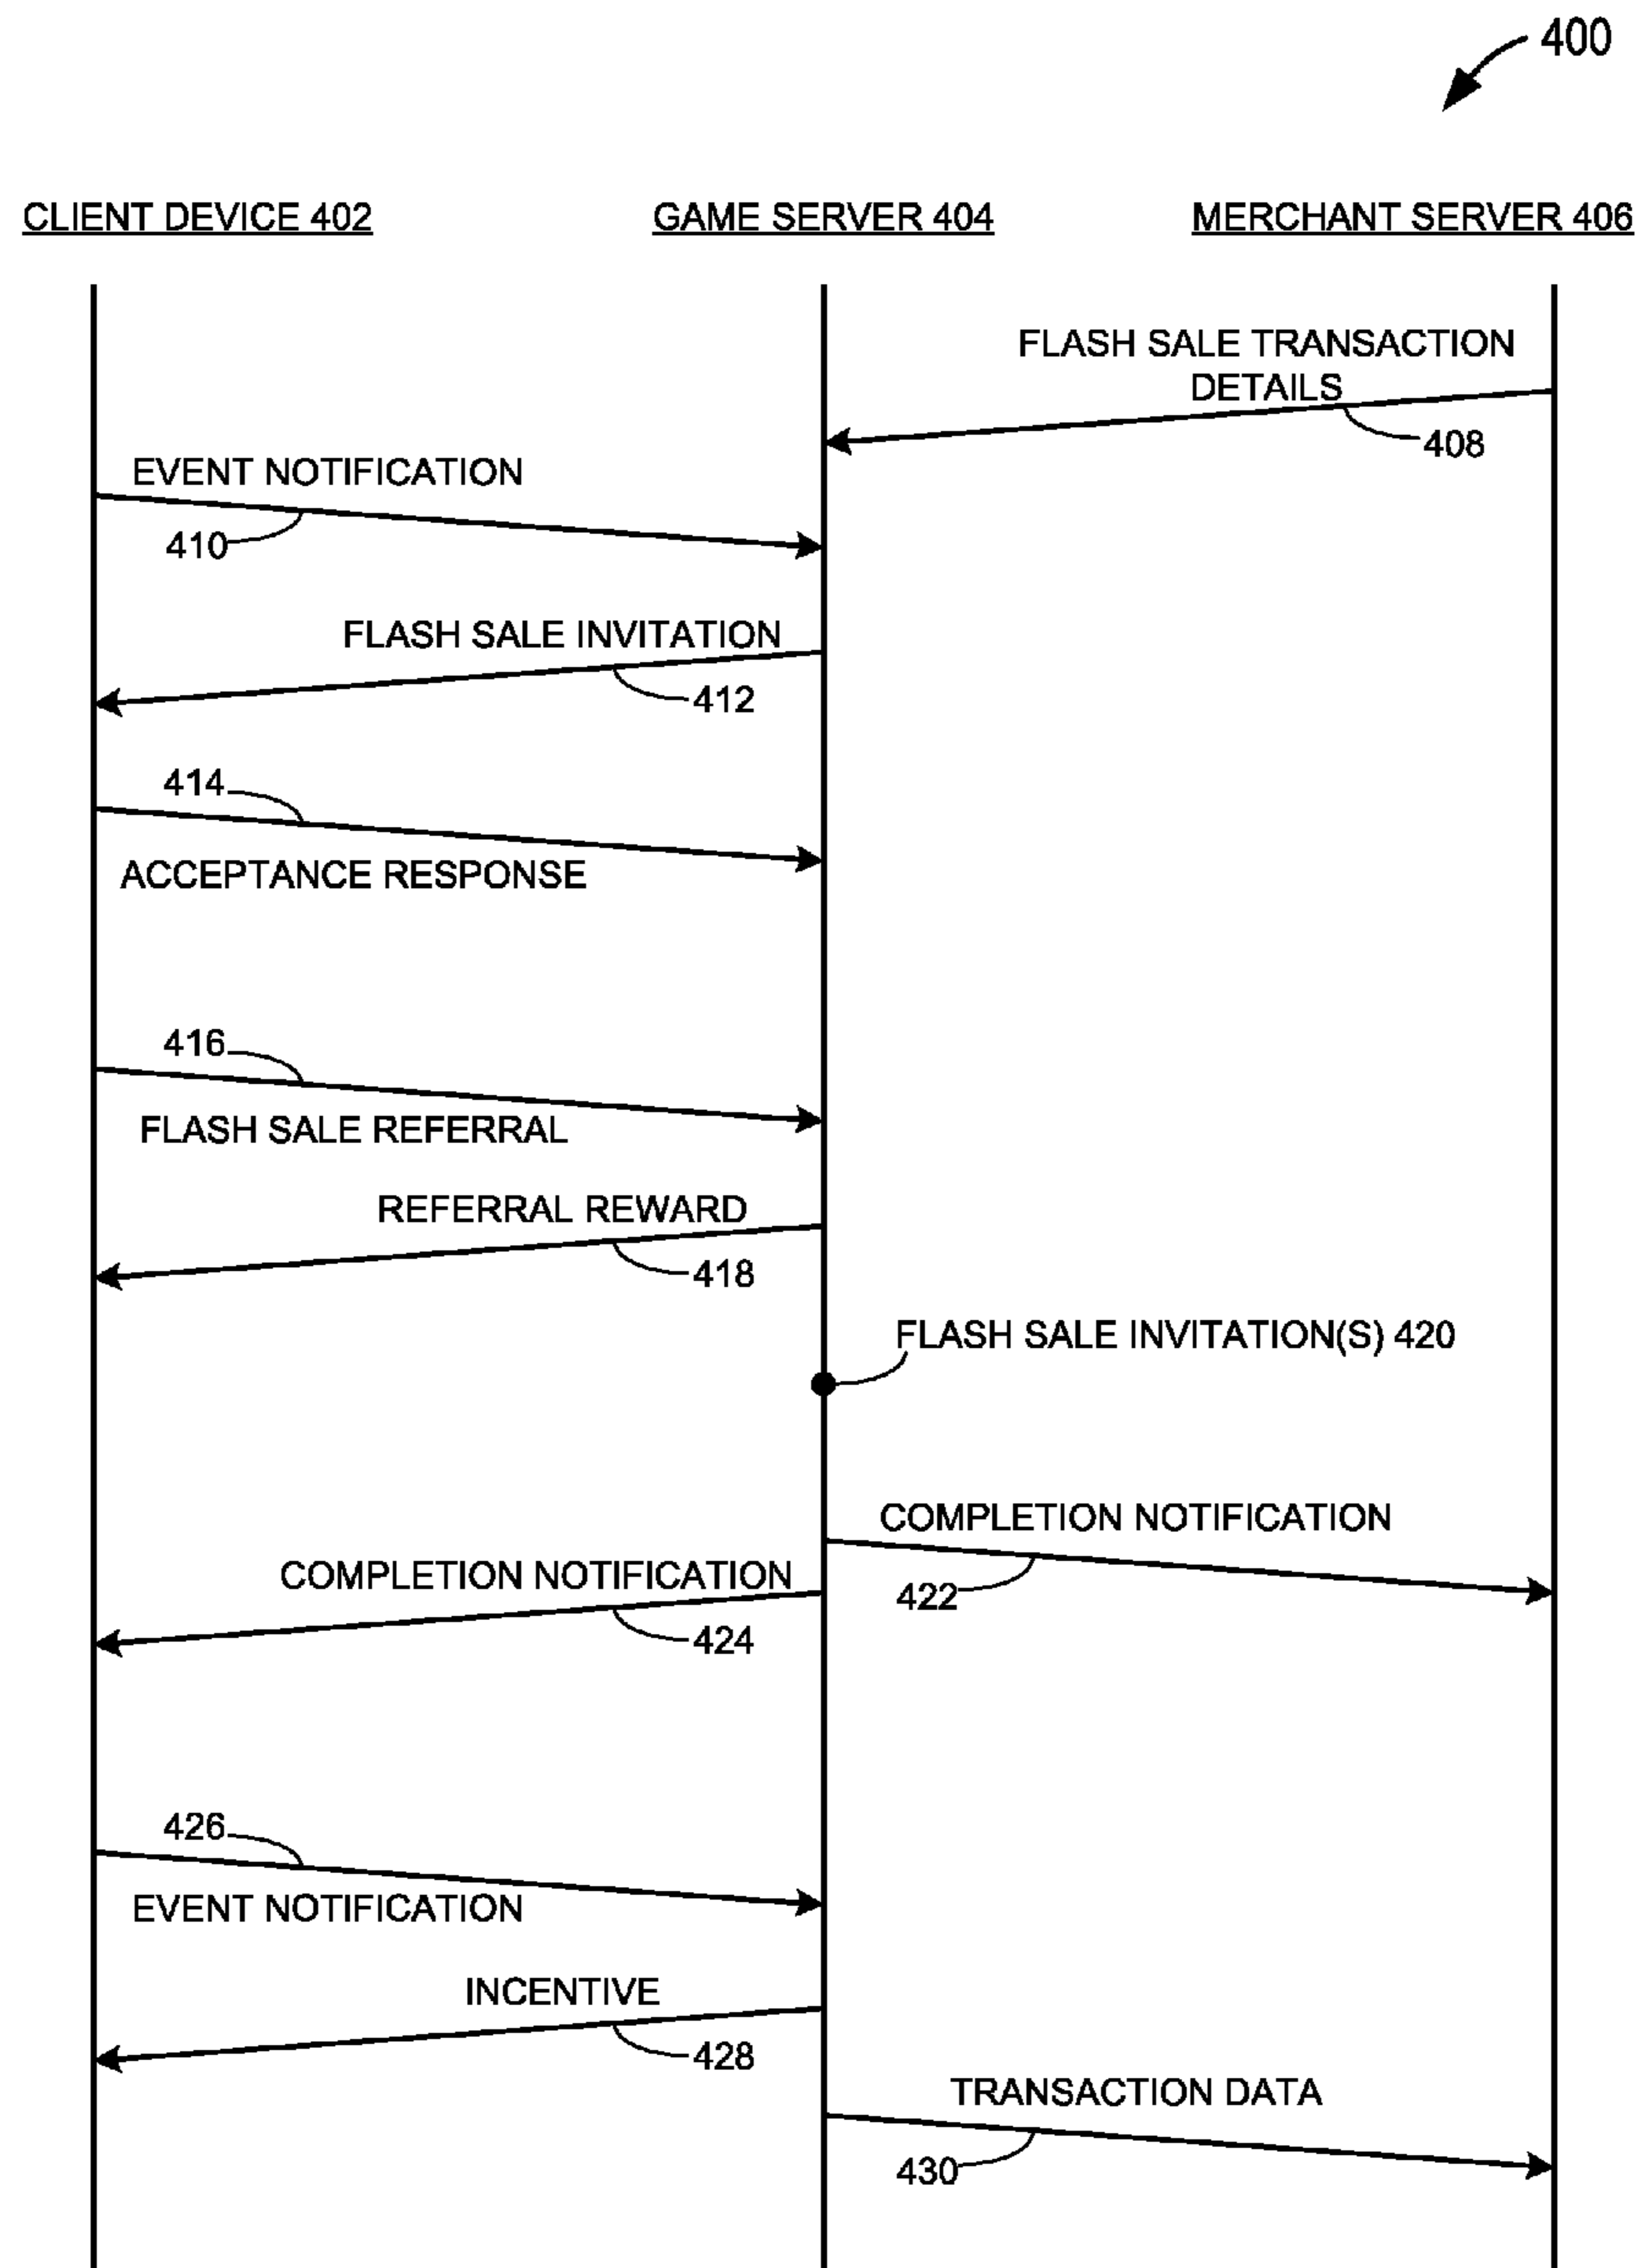 400
CLIENT DEVICE 402
GAME SERVER 404
MERCHANT SERVER 406
FLASH SALE TRANSACTION
DETAILS
408
EVENT NOTIFICATION
410
FLASH SALE INVITATION
412
414
ACCEPTANCE RESPONSE
416
FLASH SALE REFERRAL
REFERRAL REWARD
418
FLASH SALE INVITATION(S) 420
COMPLETION NOTIFICATION
422
COMPLETION NOTIFICATION
424
426
EVENT NOTIFICATION
INCENTIVE
428
TRANSACTION DATA
430